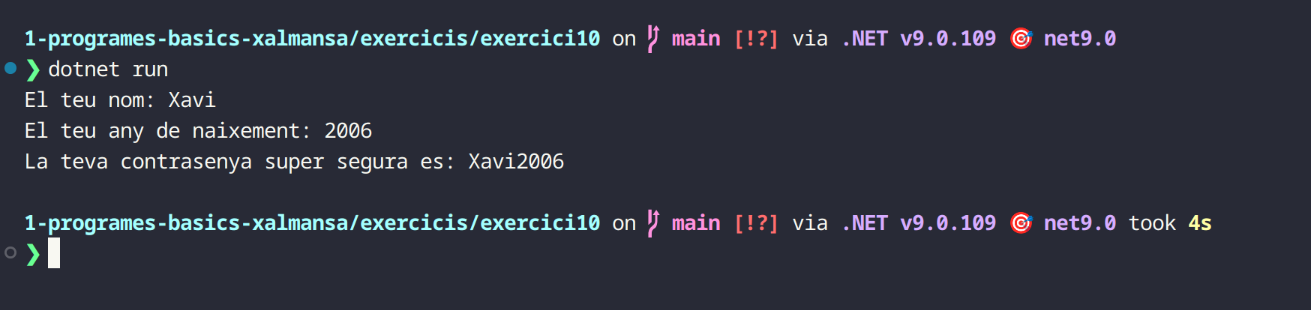 1-programes-basics-xalmansa/exercicis/exercici10 on main [!?] via .NET v9.0.109 🎯 net9.0
❯ dotnet run
El teu nom: Xavi
El teu any de naixement: 2006
La teva contrasenya super segura es: Xavi2006
1-programes-basics-xalmansa/exercicis/exercici10 on main [!?] via .NET v9.0.109 🎯 net9.0 took 4s
❯